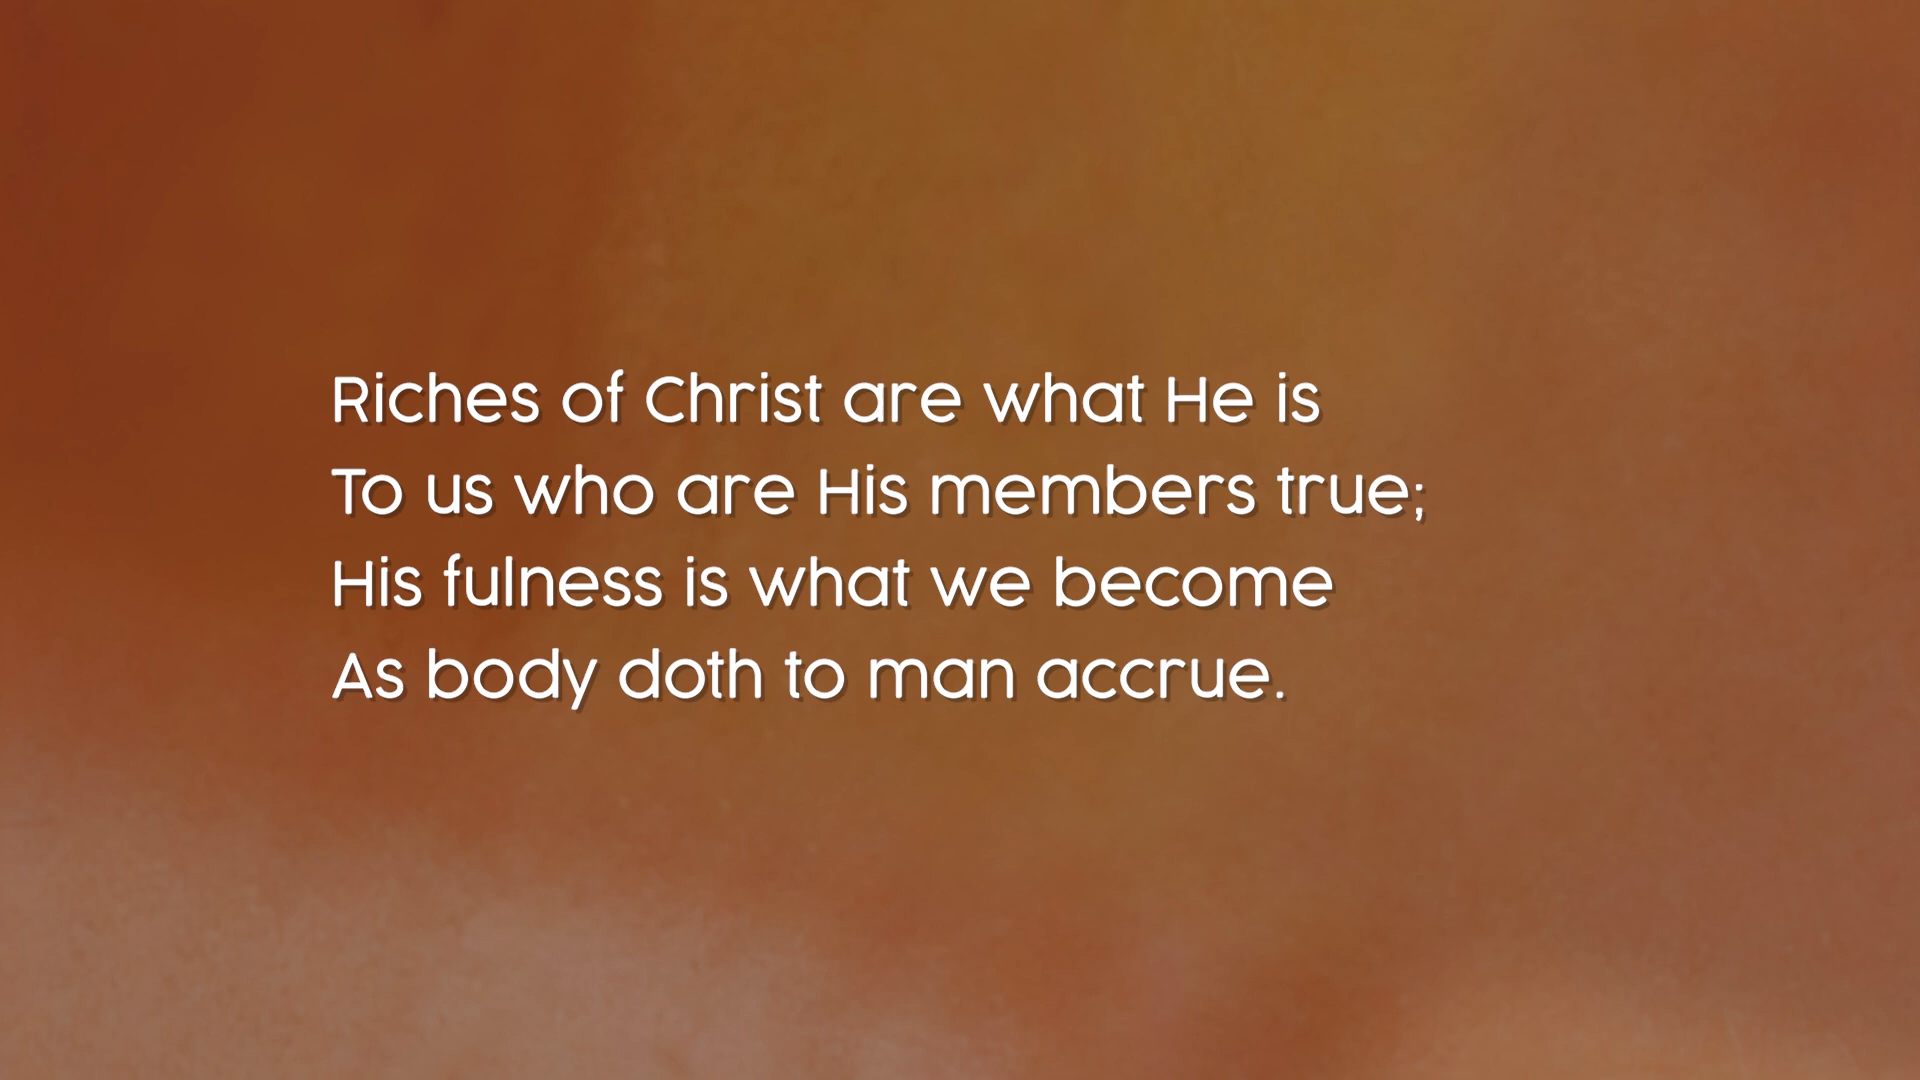 Riches of Christ are what He is
To us who are His members true;
His fulness is what we become
As body doth to man accrue.